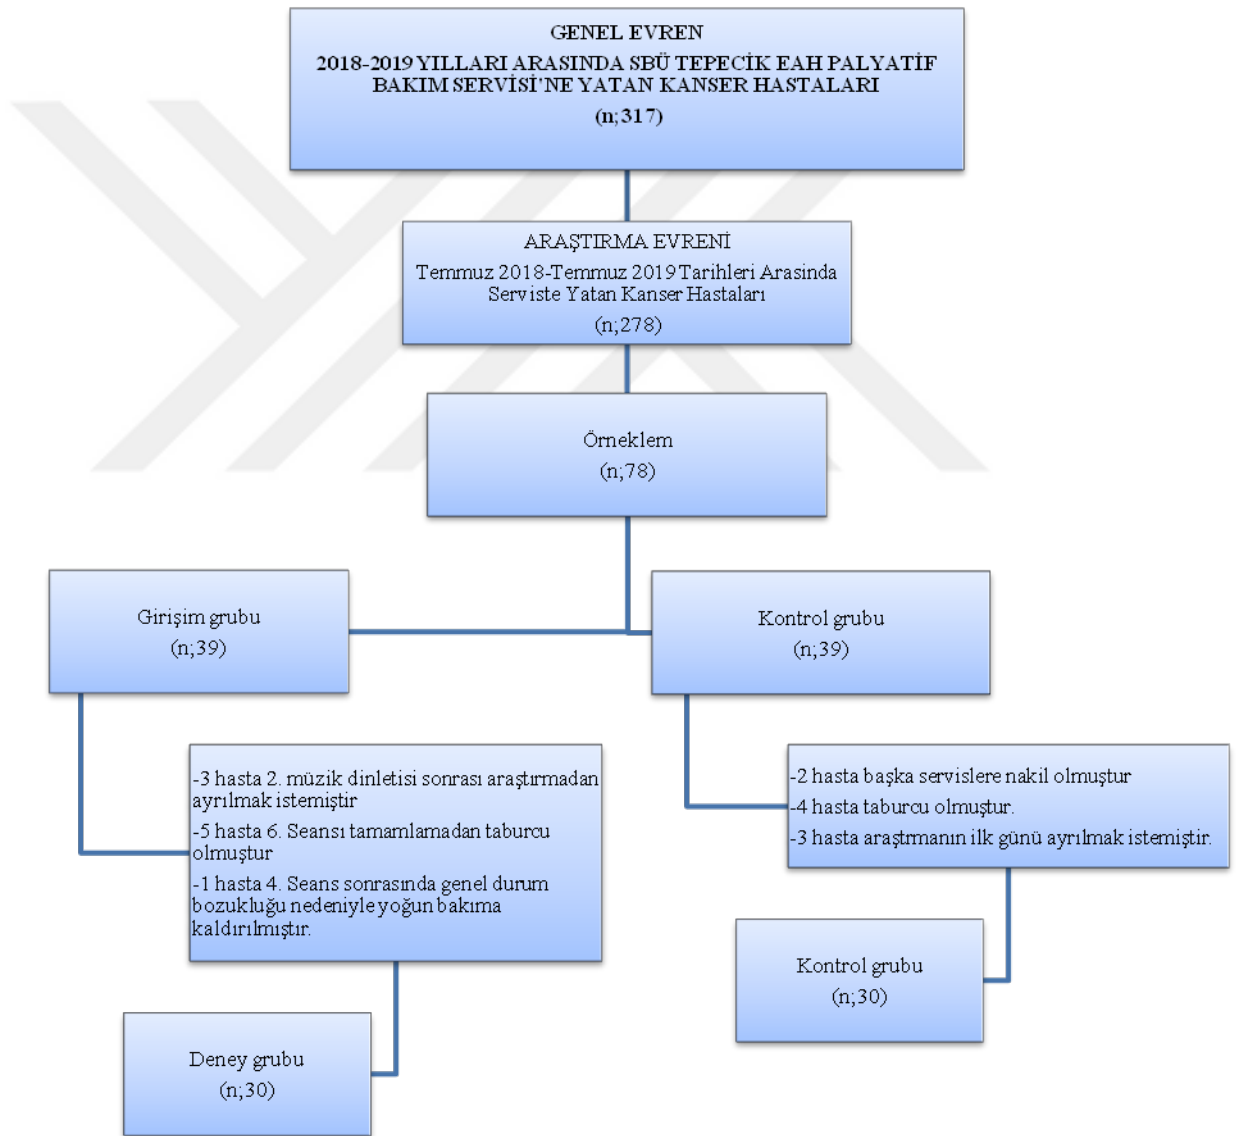 GENEL EVREN
2018-2019 YILLARI ARASINDA SBÜ TEPECİK EAH PALYATİF
BAKIM SERVİSİ'NE YATAN KANSER HASTALARI
(n;317)
ARAŞTIRMA EVRENİ
Temmuz 2018-Temmuz 2019 Tarihleri Arasinda
Serviste Yatan Kanser Hastaları
(n;278)
Örneklem
(n;78)
Girişim grubu
(n;39)
Kontrol grubu
(n;39)
-3 hasta 2. müzik dinletisi sonrası araştırmadan
ayrılmak istemiştir
-5 hasta 6. Seansı tamamlamadan taburcu
olmuştur
-1 hasta 4. Seans sonrasında genel durum
bozukluğu nedeniyle yoğun bakıma
kaldırılmıştır.
-2 hasta başka servislere nakil olmuştur
-4 hasta taburcu olmuştur.
-3 hasta araştrmanın ilk günü ayrılmak istemiştir.
Kontrol grubu
(n;30)
Deney grubu
(n;30)